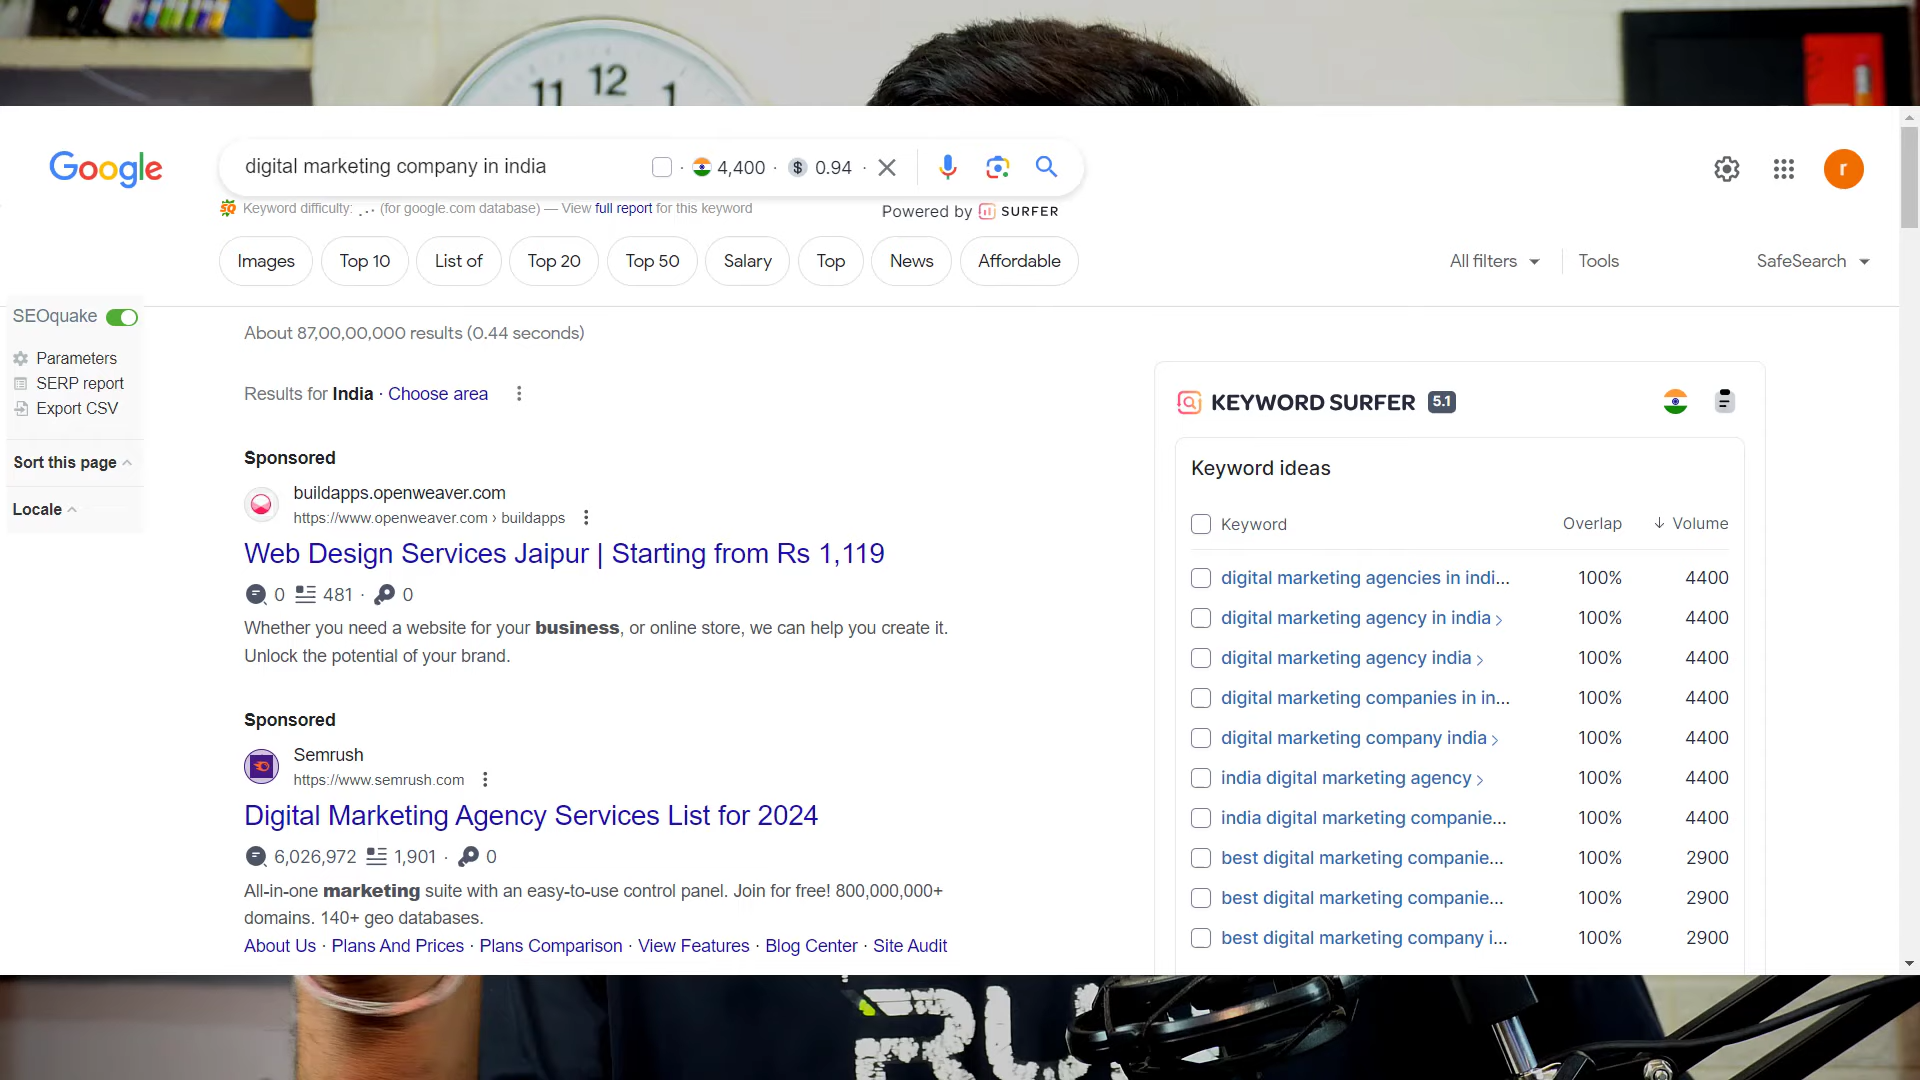 11 12 1
Google
digital marketing company in india
· 4,400 · $ 0.94 ·
r
Keyword difficulty: ... (for google.com database) — View full report for this keyword
Powered by SURFER
Images
Top 10
List of
Top 20
Top 50
Salary
Top
News
Affordable
All filters
Tools
SafeSearch
SEOquake
Parameters
SERP report
Export CSV
Sort this page
Locale
About 87,00,00,000 results (0.44 seconds)
Results for India · Choose area
Sponsored
buildapps.openweaver.com
https://www.openweaver.com › buildapps
Web Design Services Jaipur | Starting from Rs 1,119
0 481 · 0
Whether you need a website for your business, or online store, we can help you create it.
Unlock the potential of your brand.
Sponsored
Semrush
https://www.semrush.com
Digital Marketing Agency Services List for 2024
6,026,972 1,901 · 0
All-in-one marketing suite with an easy-to-use control panel. Join for free! 800,000,000+
domains. 140+ geo databases.
About Us · Plans And Prices · Plans Comparison · View Features · Blog Center · Site Audit
KEYWORD SURFER 5.1
Keyword ideas
Keyword Overlap Volume
digital marketing agencies in indi... 100% 4400
digital marketing agency in india 100% 4400
digital marketing agency india 100% 4400
digital marketing companies in in... 100% 4400
digital marketing company india 100% 4400
india digital marketing agency 100% 4400
india digital marketing companie... 100% 4400
best digital marketing companie... 100% 2900
best digital marketing companie... 100% 2900
best digital marketing company i... 100% 2900